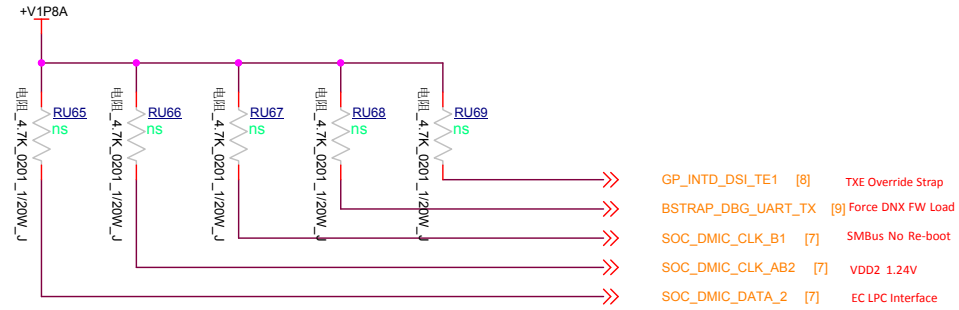 +V1P8A
电阻_4.7K_0201_1/20W_J
RU65
ns
电阻_4.7K_0201_1/20W_J
RU66
ns
电阻_4.7K_0201_1/20W_J
RU67
ns
电阻_4.7K_0201_1/20W_J
RU68
ns
电阻_4.7K_0201_1/20W_J
RU69
ns
GP_INTD_DSI_TE1 [8] TXE Override Strap
BSTRAP_DBG_UART_TX [9] Force DNX FW Load
SOC_DMIC_CLK_B1 [7] SMBus No Re-boot
SOC_DMIC_CLK_AB2 [7] VDD2 1.24V
SOC_DMIC_DATA_2 [7] EC LPC Interface